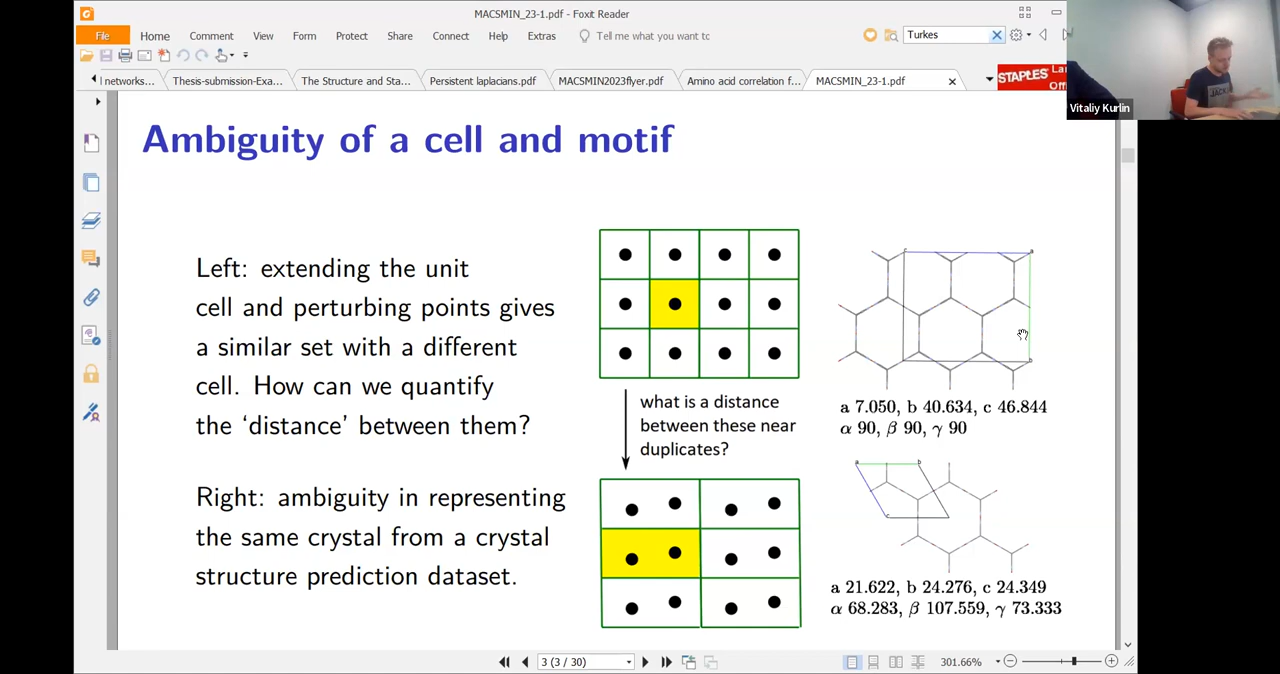 MACSMIN_23-1.pdf - Foxit Reader
File Home Comment View Form Protect Share Connect Help Extras Tell me what you want tc Turkes
l networks... Thesis-submission-Exa... The Structural and Sta... Persistent laplacians.pdf MACSMIN2023flyer.pdf Amino acid correlation f... MACSMIN_23-1.pdf
STAPLES
Vitaliy Kurlin
Ambiguity of a cell and motif
Left: extending the unit
cell and perturbing points gives
a similar set with a different
cell. How can we quantify
the ‘distance’ between them?
Right: ambiguity in representing
the same crystal from a crystal
structure prediction dataset.
what is a distance
between these near
duplicates?
a 7.050, b 40.634, c 46.844
α 90, β 90, γ 90
a 21.622, b 24.276, c 24.349
α 68.283, β 107.559, γ 73.333
3 (3 / 30)
301.66%